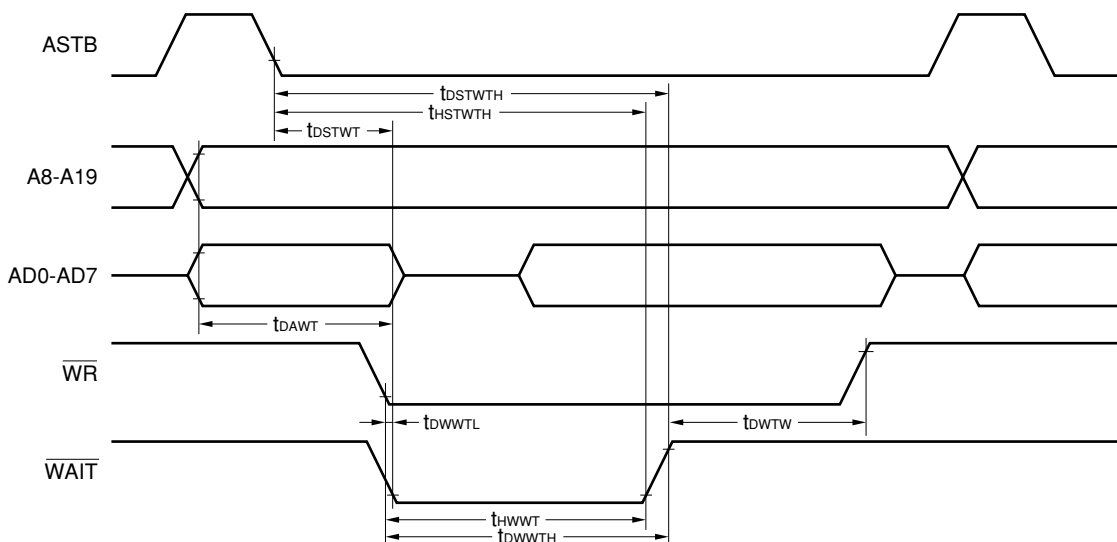 ASTB
tDSTWTH
tHSTWTH
tDSTWT
A8-A19
AD0-AD7
tDAWT
WR
tDWWTL
tDWTW
WAIT
tHWWT
tDWWTH